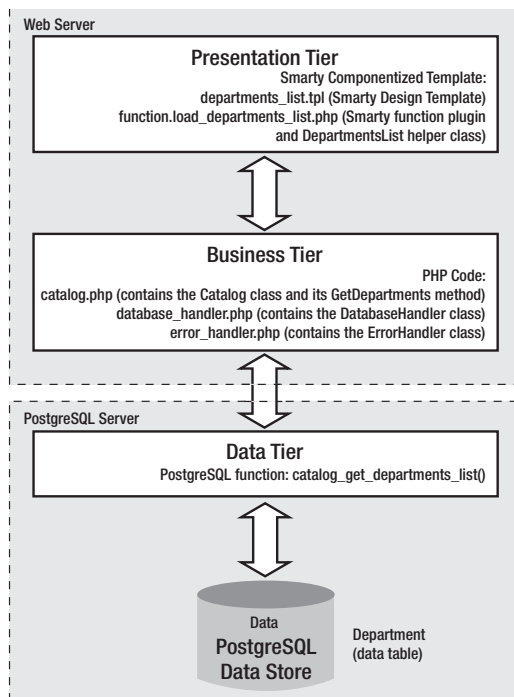 Web Server
Presentation Tier
Smarty Componentized Template:
departments_list.tpl (Smarty Design Template)
function.load_departments_list.php (Smarty function plugin
and DepartmentsList helper class)
Business Tier
PHP Code:
catalog.php (contains the Catalog class and its GetDepartments method)
database_handler.php (contains the DatabaseHandler class)
error_handler.php (contains the ErrorHandler class)
PostgreSQL Server
Data Tier
PostgreSQL function: catalog_get_departments_list()
Data
PostgreSQL
Data Store
Department
(data table)